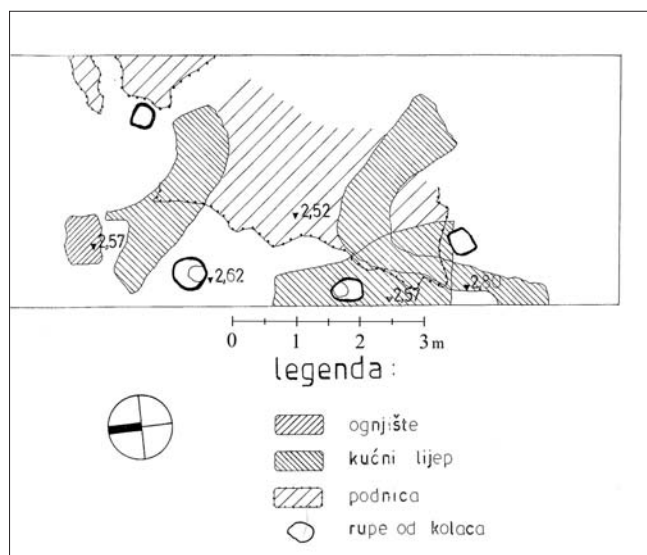 2,52
2,57
2,62
2,57
2,80
0 1 2 3 m
legenda :
ognjište
kućni lijep
podnica
rupe od kolaca